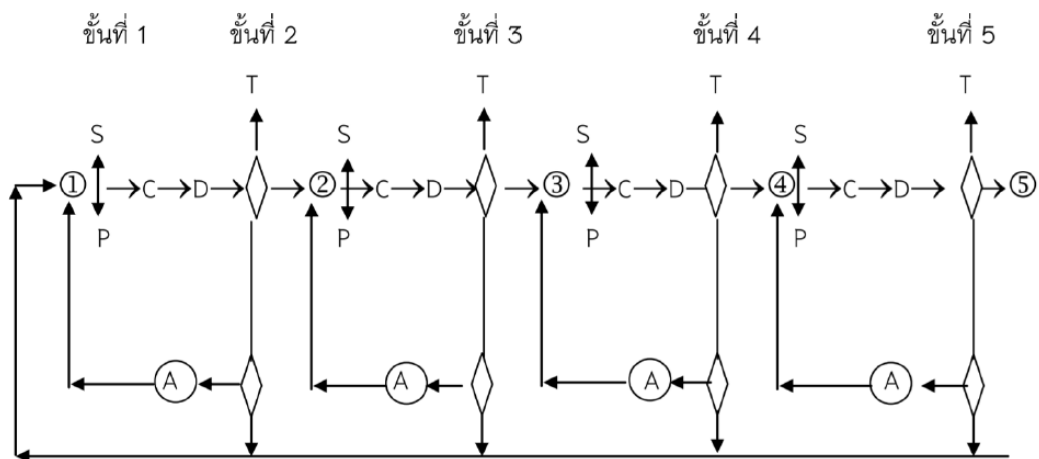 ขั้นที่ 1 ขั้นที่ 2 ขั้นที่ 3 ขั้นที่ 4 ขั้นที่ 5
T T T T
S S S S
① C D ② C D ③ C D ④ C D ⑤
P P P P
A A A A